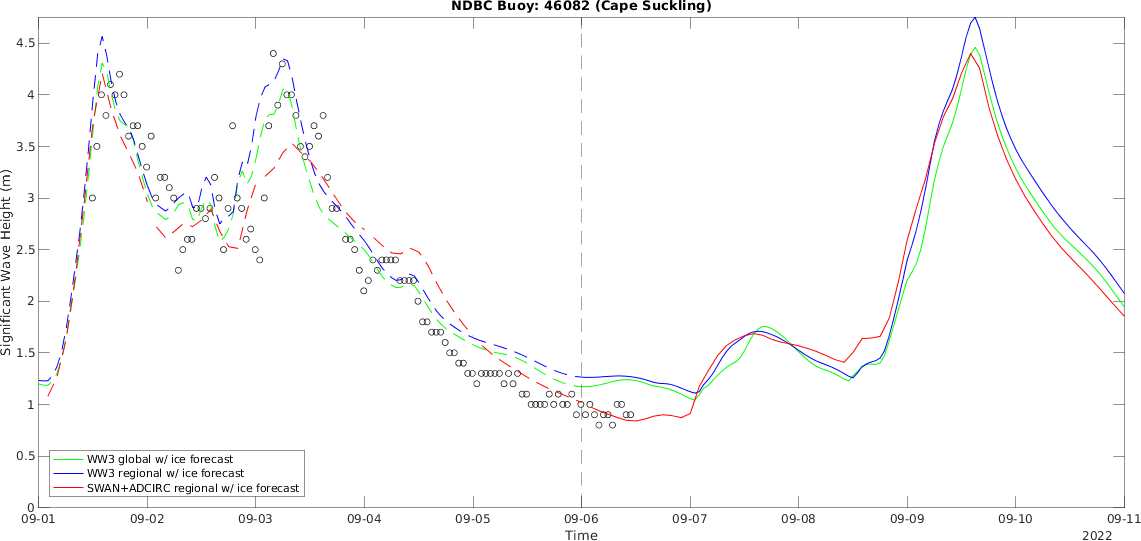 NDBC Buoy: 46082 (Cape Suckling)
Significant Wave Height (m)
4.5
4
3.5
3
2.5
2
1.5
1
0.5
0
WW3 global w/ ice forecast
WW3 regional w/ ice forecast
SWAN+ADCIRC regional w/ ice forecast
09-01 09-02 09-03 09-04 09-05 09-06 09-07 09-08 09-09 09-10 09-11
Time
2022